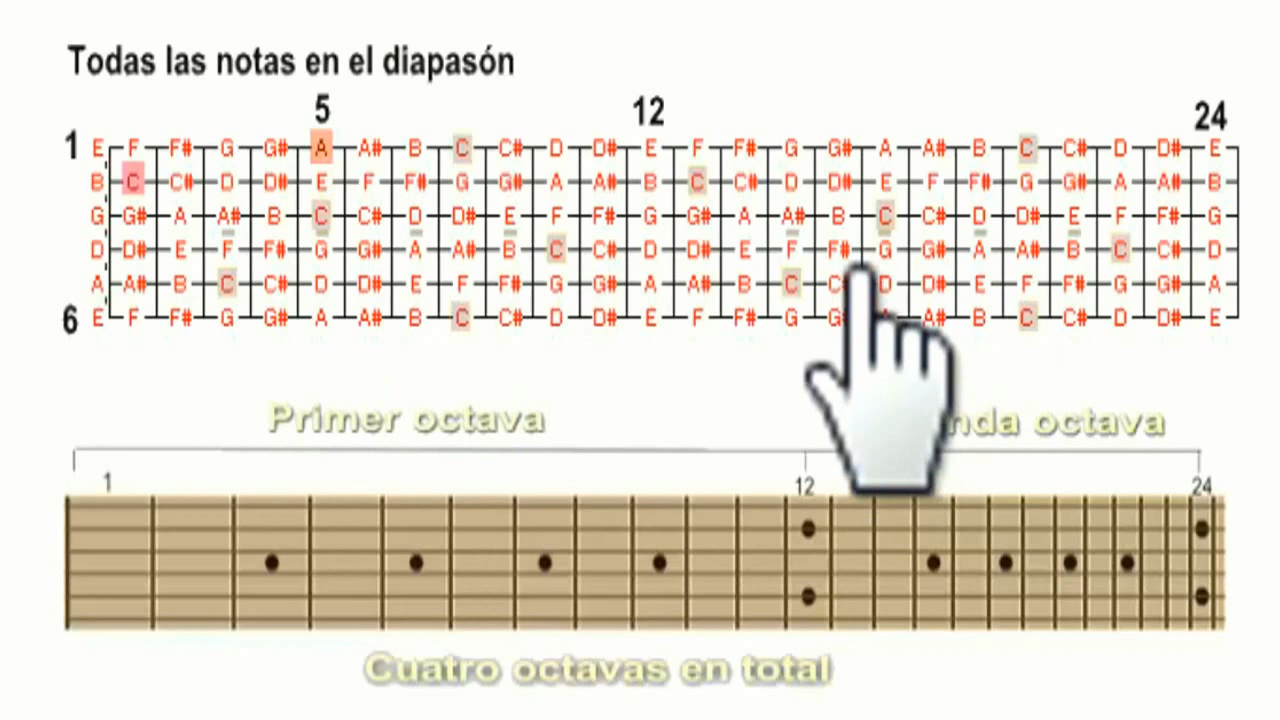 Todas las notas en el diapasón
5 12 24
1 E F F# G G# A A# B C C# D D# E F F# G G# A A# B C C# D D# E
B C C# D D# E F F# G G# A A# B C C# D D# E F F# G G# A A# B
G G# A A# B C C# D D# E F F# G G# A A# B C C# D D# E F F# G
D D# E F F# G G# A A# B C C# D D# E F F# G G# A A# B C C# D
A A# B C C# D D# E F F# G G# A A# B C D D# E F F# G G# A
6 E F F# G G# A A# B C C# D D# E F F# G A# B C C# D D# E
Primer octava octava
1 12 24
Cuatro octavas en total